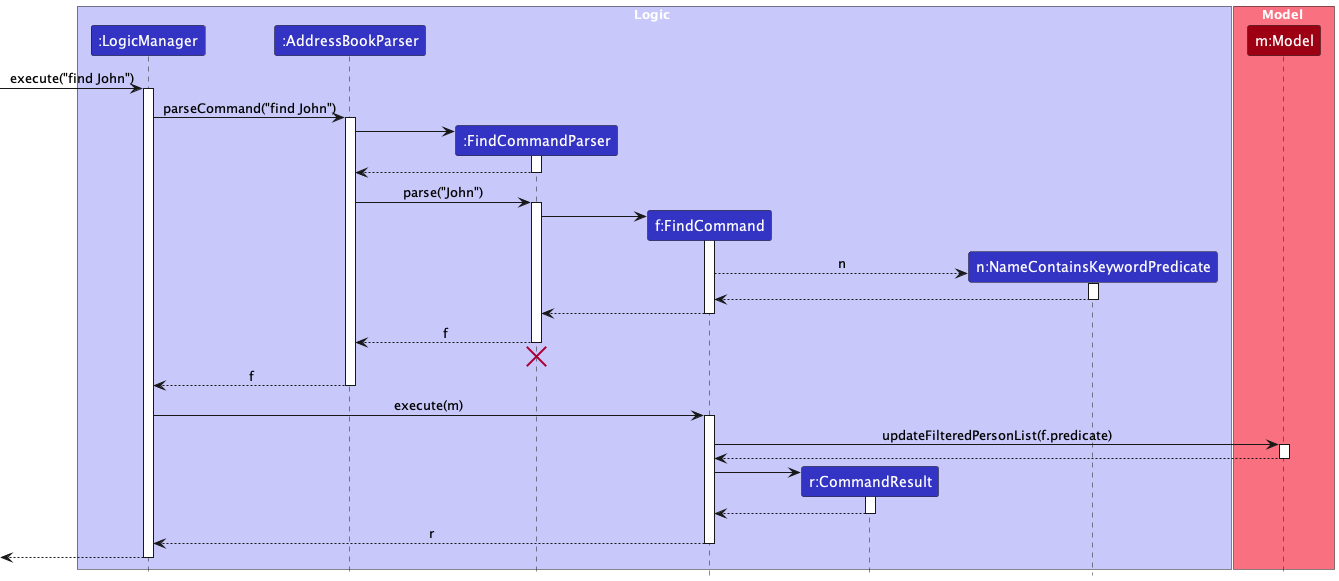 Logic
Model
:LogicManager
:AddressBookParser
m:Model
execute("find John")
parseCommand("find John")
:FindCommandParser
parse("John")
f:FindCommand
n
n:NameContainsKeywordPredicate
f
f
execute(m)
updateFilteredPersonList(f.predicate)
r:CommandResult
r